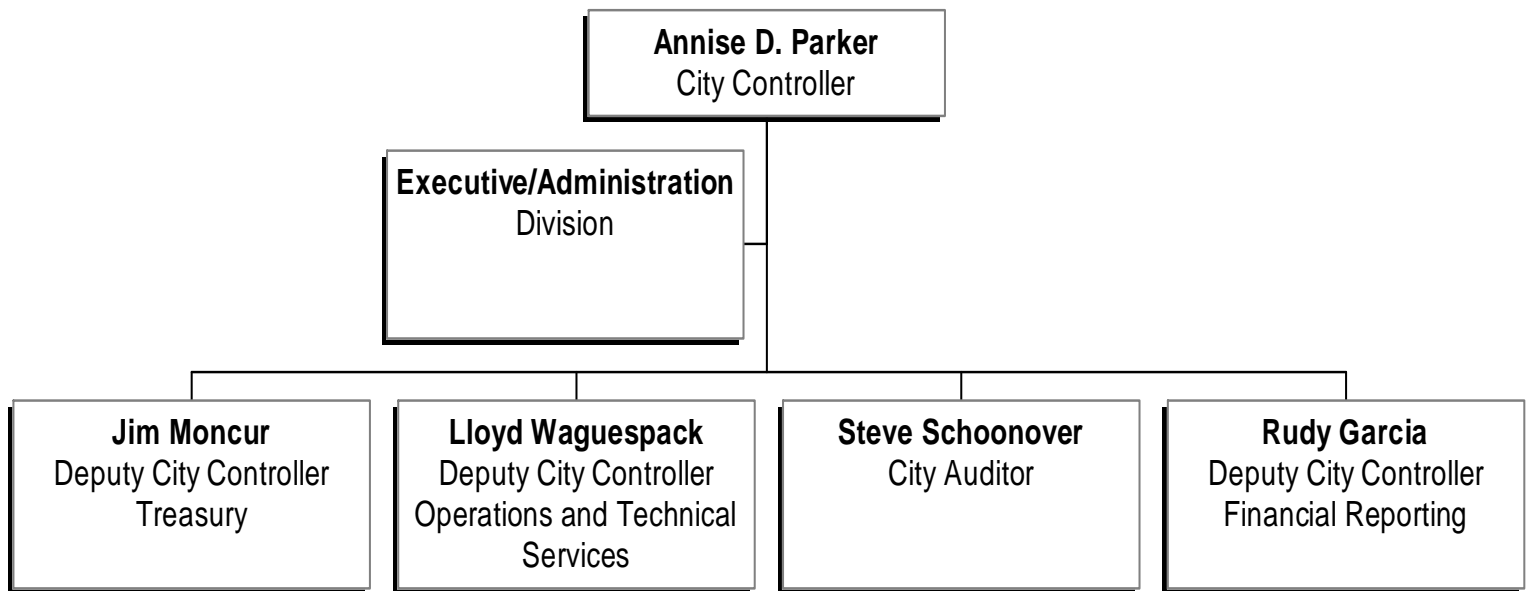 Annise D. Parker
City Controller
Executive/Administration
Division
Jim Moncur
Deputy City Controller
Treasury
Lloyd Waguespack
Deputy City Controller
Operations and Technical
Services
Steve Schoonover
City Auditor
Rudy Garcia
Deputy City Controller
Financial Reporting